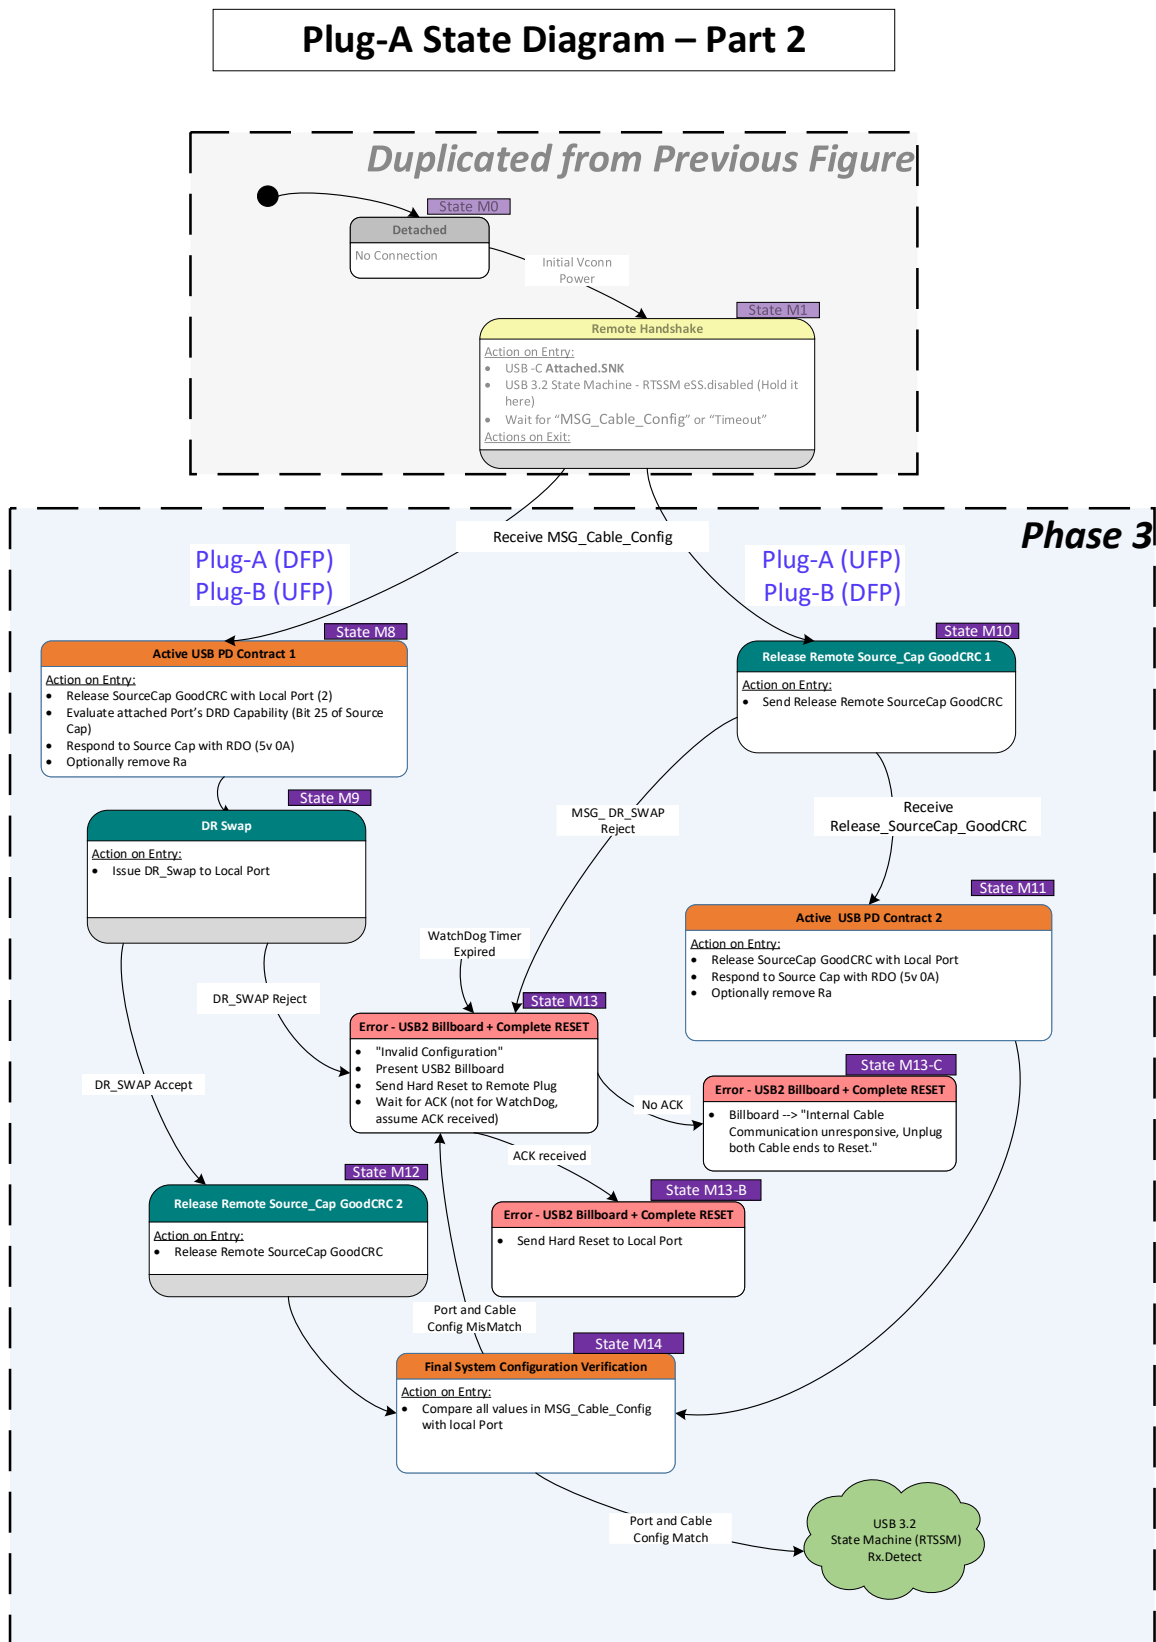 Plug-A State Diagram – Part 2
Duplicated from Previous Figure
State M0
Detached
No Connection
Initial Vconn
Power
State M1
Remote Handshake
Action on Entry:
• USB -C Attached.SNK
• USB 3.2 State Machine - RTSSM eSS.disabled (Hold it
here)
• Wait for “MSG_Cable_Config” or “Timeout”
Actions on Exit:
Phase 3
Receive MSG_Cable_Config
Plug-A (DFP)
Plug-B (UFP)
Plug-A (UFP)
Plug-B (DFP)
State M8
Active USB PD Contract 1
Action on Entry:
• Release SourceCap GoodCRC with Local Port (2)
• Evaluate attached Port’s DRD Capability (Bit 25 of Source
Cap)
• Respond to Source Cap with RDO (5v 0A)
• Optionally remove Ra
State M10
Release Remote Source_Cap GoodCRC 1
Action on Entry:
• Send Release Remote SourceCap GoodCRC
State M9
DR Swap
Action on Entry:
• Issue DR_Swap to Local Port
MSG_ DR_SWAP
Reject
Receive
Release_SourceCap_GoodCRC
State M11
Active  USB PD Contract 2
Action on Entry:
• Release SourceCap GoodCRC with Local Port
• Respond to Source Cap with RDO (5v 0A)
• Optionally remove Ra
WatchDog Timer
Expired
DR_SWAP Reject
State M13
Error - USB2 Billboard + Complete RESET
• "Invalid Configuration"
• Present USB2 Billboard
• Send Hard Reset to Remote Plug
• Wait for ACK (not for WatchDog,
assume ACK received)
DR_SWAP Accept
No ACK
State M13-C
Error - USB2 Billboard + Complete RESET
• Billboard --> "Internal Cable
Communication unresponsive, Unplug
both Cable ends to Reset."
ACK received
State M12
Release Remote Source_Cap GoodCRC 2
Action on Entry:
• Release Remote SourceCap GoodCRC
State M13-B
Error - USB2 Billboard + Complete RESET
• Send Hard Reset to Local Port
Port and Cable
Config MisMatch
State M14
Final System Configuration Verification
Action on Entry:
• Compare all values in MSG_Cable_Config
with local Port
Port and Cable
Config Match
USB 3.2
State Machine (RTSSM)
Rx.Detect